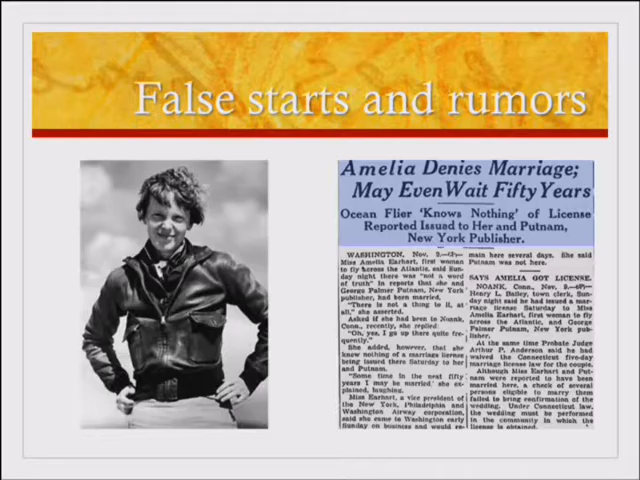 False starts and rumors
Amelia Denies Marriage;
May Even Wait Fifty Years
Ocean Flier 'Knows Nothing' of License
Reported Issued to Her and Putnam,
New York Publisher.
WASHINGTON, Nov. 9.—(AP)—
Miss Amelia Earhart, first woman
to fly across the Atlantic, said Sun-
day night there was "not a word
of truth" in reports that she and
George Palmer Putnam, New York
publisher, had been married.
"There is not a thing to it, at
all," she asserted.
Asked if she had been to Noank,
Conn., recently, she replied:
"Oh, yes, I go up there quite fre-
quently."
She added, however, that she
knew nothing of a marriage license
being issued there Saturday to her
and Putnam.
"Some time in the next fifty
years I may be married," she ex-
plained, laughing.
Miss Earhart, a vice president of
the New York, Philadelphia and
Washington Airway corporation,
said she came to Washington early
Sunday on business and would re-
main here several days. She said
Putnam was not here.
SAYS AMELIA GOT LICENSE.
NOANK, Conn., Nov. 9.—(AP)—
Henry L. Bailey, town clerk, Sun-
day night said he had issued a mar-
riage license Saturday to Miss
Amelia Earhart, first woman to fly
across the Atlantic, and George
Palmer Putnam, New York pub-
lisher.
At the same time Probate Judge
Arthur P. Anderson said he had
waived the Connecticut five-day
marriage license law for the couple.
Although Miss Earhart and Put-
nam were reported to have been
married here, a check of several
persons eligible to marry them
failed to bring confirmation of the
wedding. Under Connecticut law,
the wedding must be performed
in the community in which the
license is obtained.